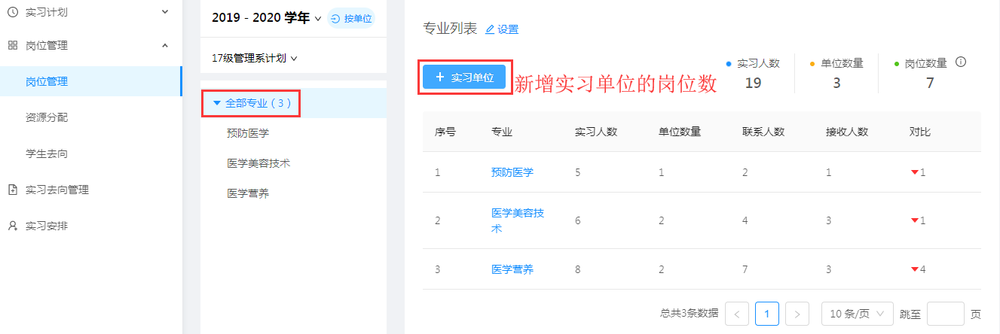 实习计划
岗位管理
岗位管理
资源分配
学生去向
实习去向管理
实习安排
2019 - 2020 学年 按单位
17级管理系计划
全部专业 ( 3 )
预防医学
医学美容技术
医学营养
专业列表 设置
+ 实习单位 新增实习单位的岗位数
实习人数 单位数量 岗位数量
19 3 7
序号 专业 实习人数 单位数量 联系人数 接收人数 对比
1 预防医学 5 1 2 1 1
2 医学美容技 6 2 4 3 1
术
3 医学营养 8 2 7 3 4
总共3条数据 < 1 > 10 条/页 跳至 页